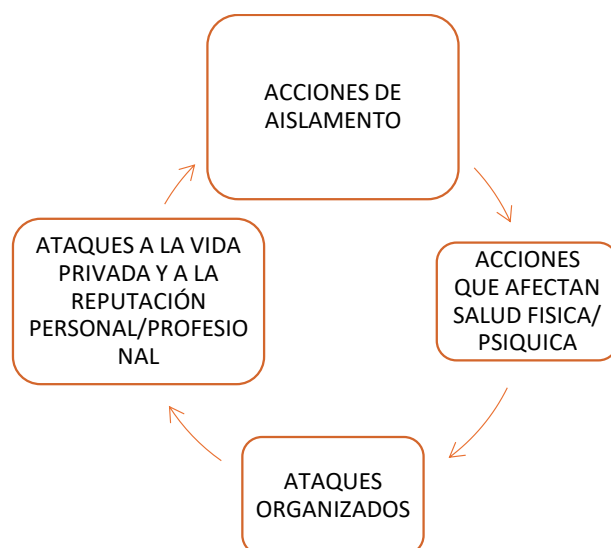 ACCIONES DE
AISLAMENTO
ACCIONES
QUE AFECTAN
SALUD FISICA/
PSIQUICA
ATAQUES
ORGANIZADOS
ATAQUES A LA VIDA
PRIVADA Y A LA
REPUTACIÓN
PERSONAL/PROFESIO
NAL